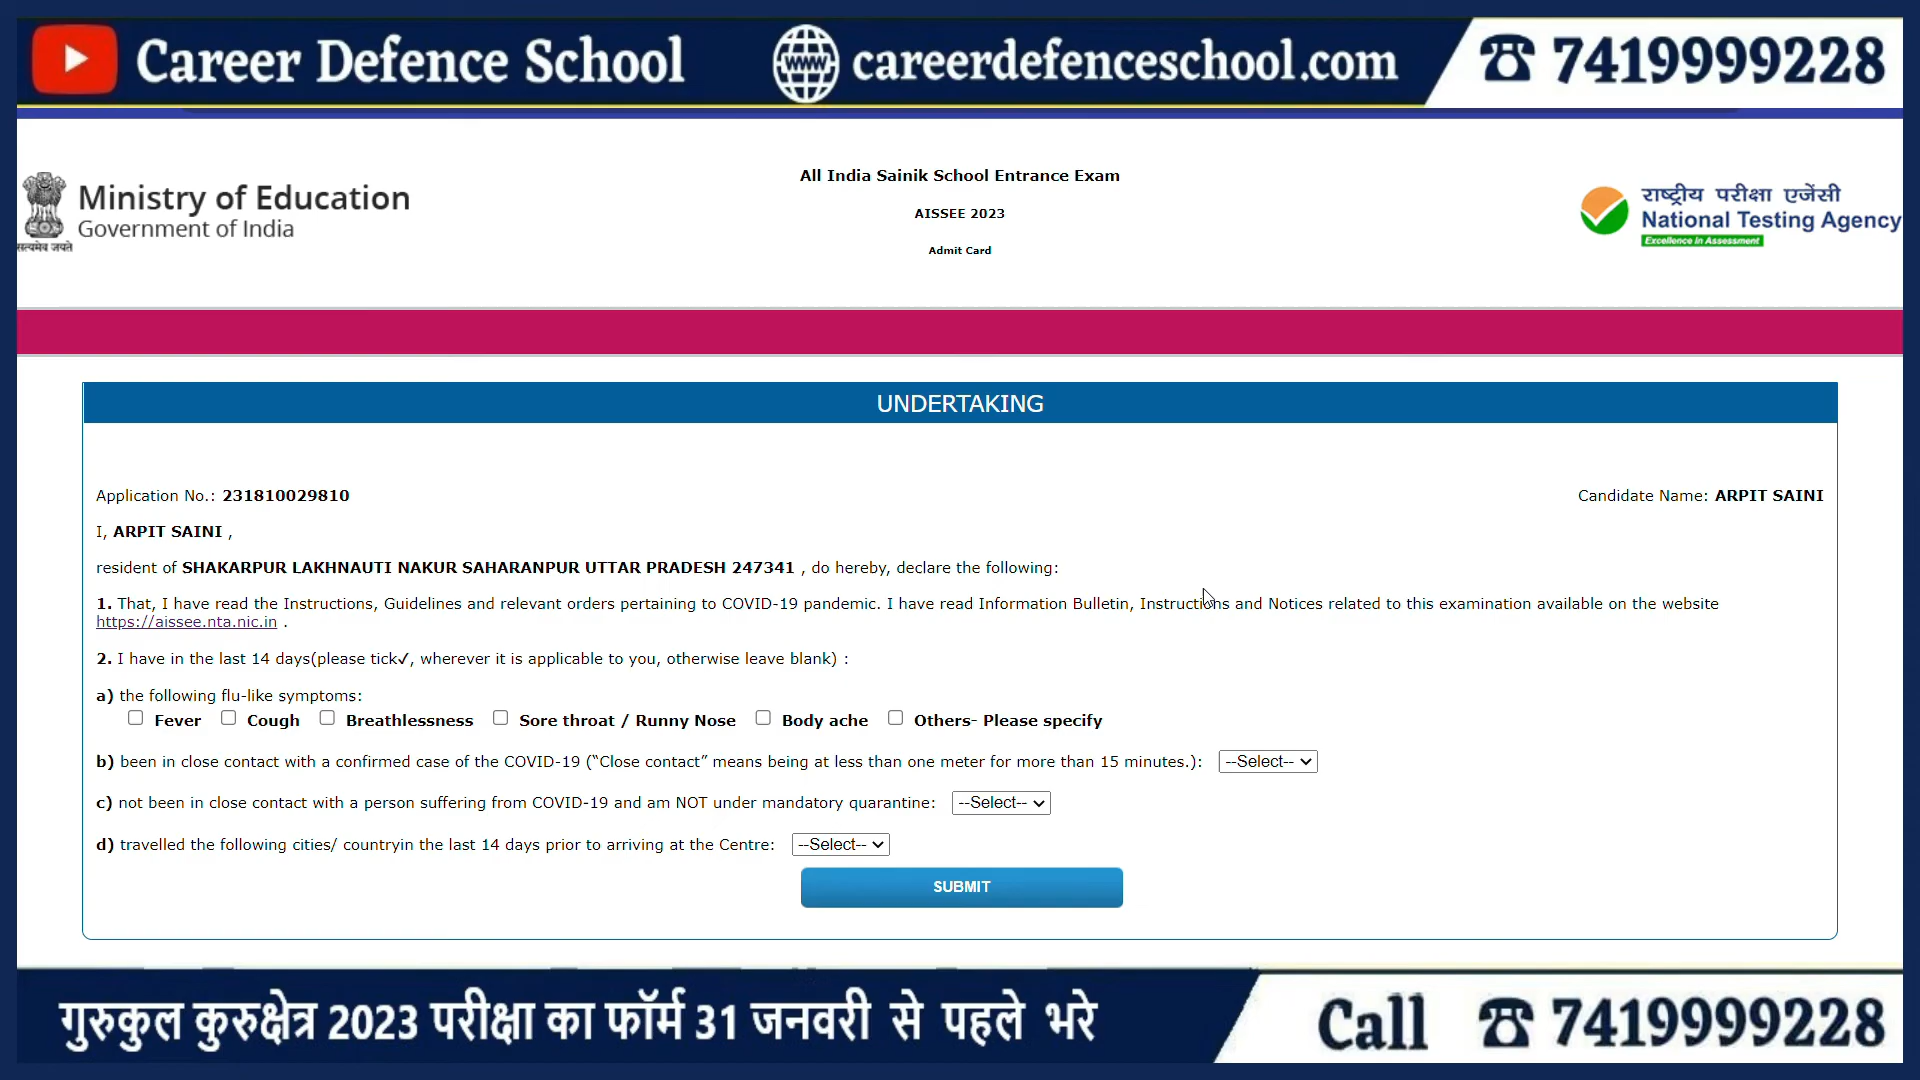 Career Defence School
www
careerdefenceschool.com
7419999228
सत्यमेव जयते
Ministry of Education
Government of India
All India Sainik School Entrance Exam
AISSEE 2023
Admit Card
राष्ट्रीय परीक्षा एजेंसी
National Testing Agency
Excellence in Assessment
UNDERTAKING
Application No.: 231810029810
Candidate Name: ARPIT SAINI
I, ARPIT SAINI ,
resident of SHAKARPUR LAKHNAUTI NAKUR SAHARANPUR UTTAR PRADESH 247341 , do hereby, declare the following:
1. That, I have read the Instructions, Guidelines and relevant orders pertaining to COVID-19 pandemic. I have read Information Bulletin, Instructions and Notices related to this examination available on the website
https://aissee.nta.nic.in .
2. I have in the last 14 days(please tick✓, wherever it is applicable to you, otherwise leave blank) :
a) the following flu-like symptoms:
Fever Cough Breathlessness Sore throat / Runny Nose Body ache Others- Please specify
b) been in close contact with a confirmed case of the COVID-19 (“Close contact” means being at less than one meter for more than 15 minutes.): --Select--
c) not been in close contact with a person suffering from COVID-19 and am NOT under mandatory quarantine: --Select--
d) travelled the following cities/ countryin the last 14 days prior to arriving at the Centre: --Select--
SUBMIT
गुरुकुल कुरुक्षेत्र 2023 परीक्षा का फॉर्म 31 जनवरी से पहले भरे
Call 7419999228